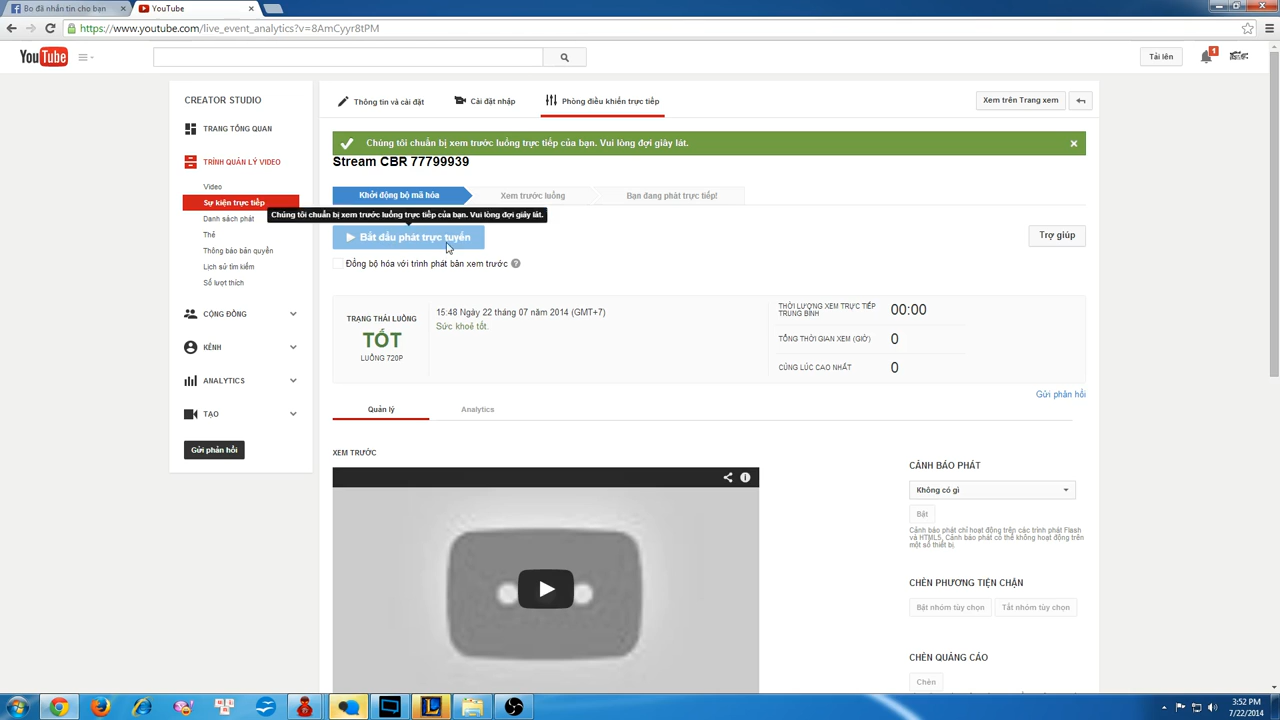 Bo đã nhắn tin cho bạn
YouTube
https://www.youtube.com/live_event_analytics?v=8AmCyyr8tPM
YouTube
Tải lên
1
CREATOR STUDIO
TRANG TỔNG QUAN
TRÌNH QUẢN LÝ VIDEO
Video
Sự kiện trực tiếp
Danh sách phát
Thẻ
Thông báo bản quyền
Lịch sử tìm kiếm
Số lượt thích
CỘNG ĐỒNG
KÊNH
ANALYTICS
TẠO
Gửi phản hồi
Thông tin và cài đặt
Cài đặt nhập
Phòng điều khiển trực tiếp
Xem trên Trang xem
Chúng tôi chuẩn bị xem trước luồng trực tiếp của bạn. Vui lòng đợi giây lát.
Stream CBR 77799939
Khởi động bộ mã hóa
Xem trước luồng
Bạn đang phát trực tiếp!
Chúng tôi chuẩn bị xem trước luồng trực tiếp của bạn. Vui lòng đợi giây lát.
Bắt đầu phát trực tuyến
Trợ giúp
Đồng bộ hóa với trình phát bản xem trước
TRẠNG THÁI LUỒNG
TỐT
LUỒNG 720P
15:48 Ngày 22 tháng 07 năm 2014 (GMT+7)
Sức khoẻ tốt.
THỜI LƯỢNG XEM TRỰC TIẾP
TRUNG BÌNH
00:00
TỔNG THỜI GIAN XEM (GIỜ)
0
CÙNG LÚC CAO NHẤT
0
Gửi phản hồi
Quản lý
Analytics
XEM TRƯỚC
CẢNH BÁO PHÁT
Không có gì
Bật
Cảnh báo phát chỉ hoạt động trên các trình phát Flash
và HTML5. Cảnh báo phát có thể không hoạt động trên
một số thiết bị.
CHÈN PHƯƠNG TIỆN CHẶN
Bật nhóm tùy chọn
Tắt nhóm tùy chọn
CHÈN QUẢNG CÁO
Chèn
3:52 PM
7/22/2014